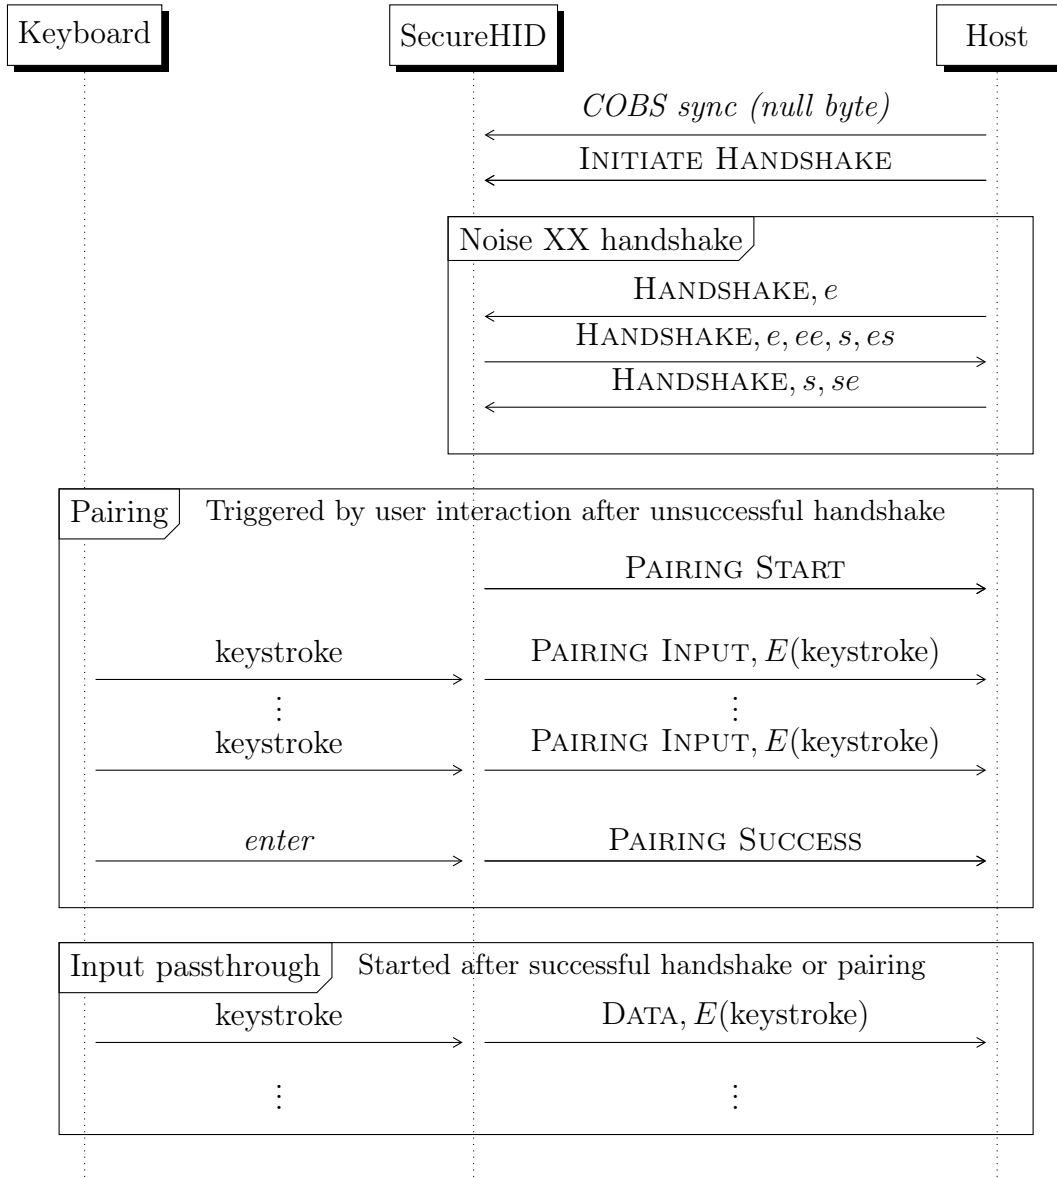 Keyboard
SecureHID
Host
COBS sync (null byte)
INITIATE HANDSHAKE
Noise XX handshake
HANDSHAKE, e
HANDSHAKE, e, ee, s, es
HANDSHAKE, s, se
Pairing
Triggered by user interaction after unsuccessful handshake
PAIRING START
keystroke
PAIRING INPUT, E(keystroke)
⋮
⋮
keystroke
PAIRING INPUT, E(keystroke)
enter
PAIRING SUCCESS
Input passthrough
Started after successful handshake or pairing
keystroke
DATA, E(keystroke)
⋮
⋮